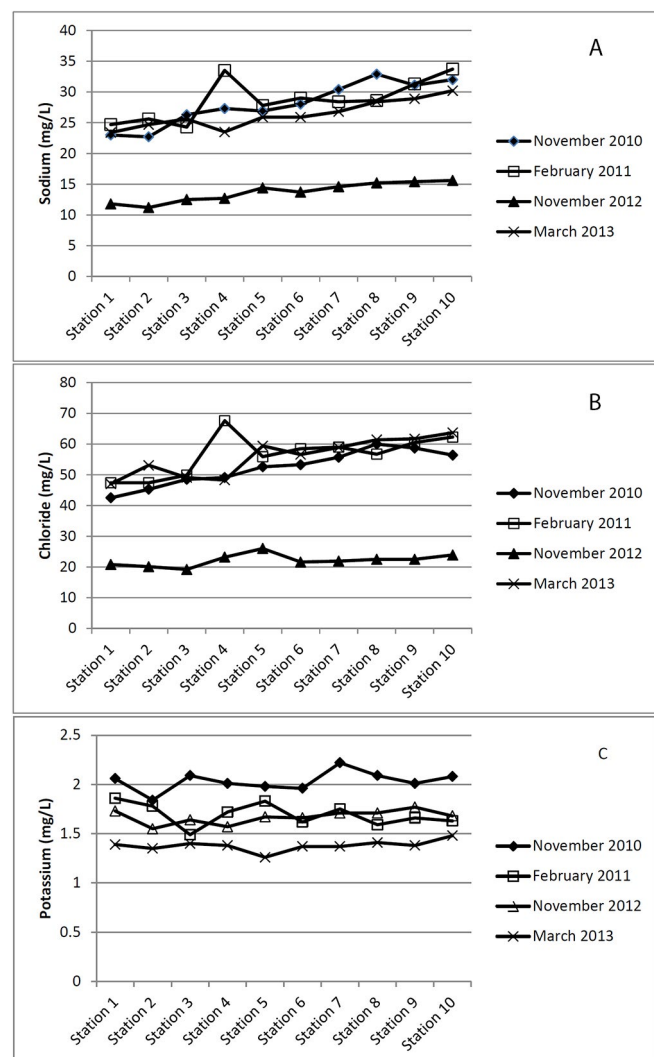 A
Sodium (mg/L)
40
35
30
25
20
15
10
5
0
Station 1
Station 2
Station 3
Station 4
Station 5
Station 6
Station 7
Station 8
Station 9
Station 10
November 2010
February 2011
November 2012
March 2013
B
Chloride (mg/L)
80
70
60
50
40
30
20
10
0
Station 1
Station 2
Station 3
Station 4
Station 5
Station 6
Station 7
Station 8
Station 9
Station 10
November 2010
February 2011
November 2012
March 2013
C
Potassium (mg/L)
2.5
2
1.5
1
0.5
0
Station 1
Station 2
Station 3
Station 4
Station 5
Station 6
Station 7
Station 8
Station 9
Station 10
November 2010
February 2011
November 2012
March 2013